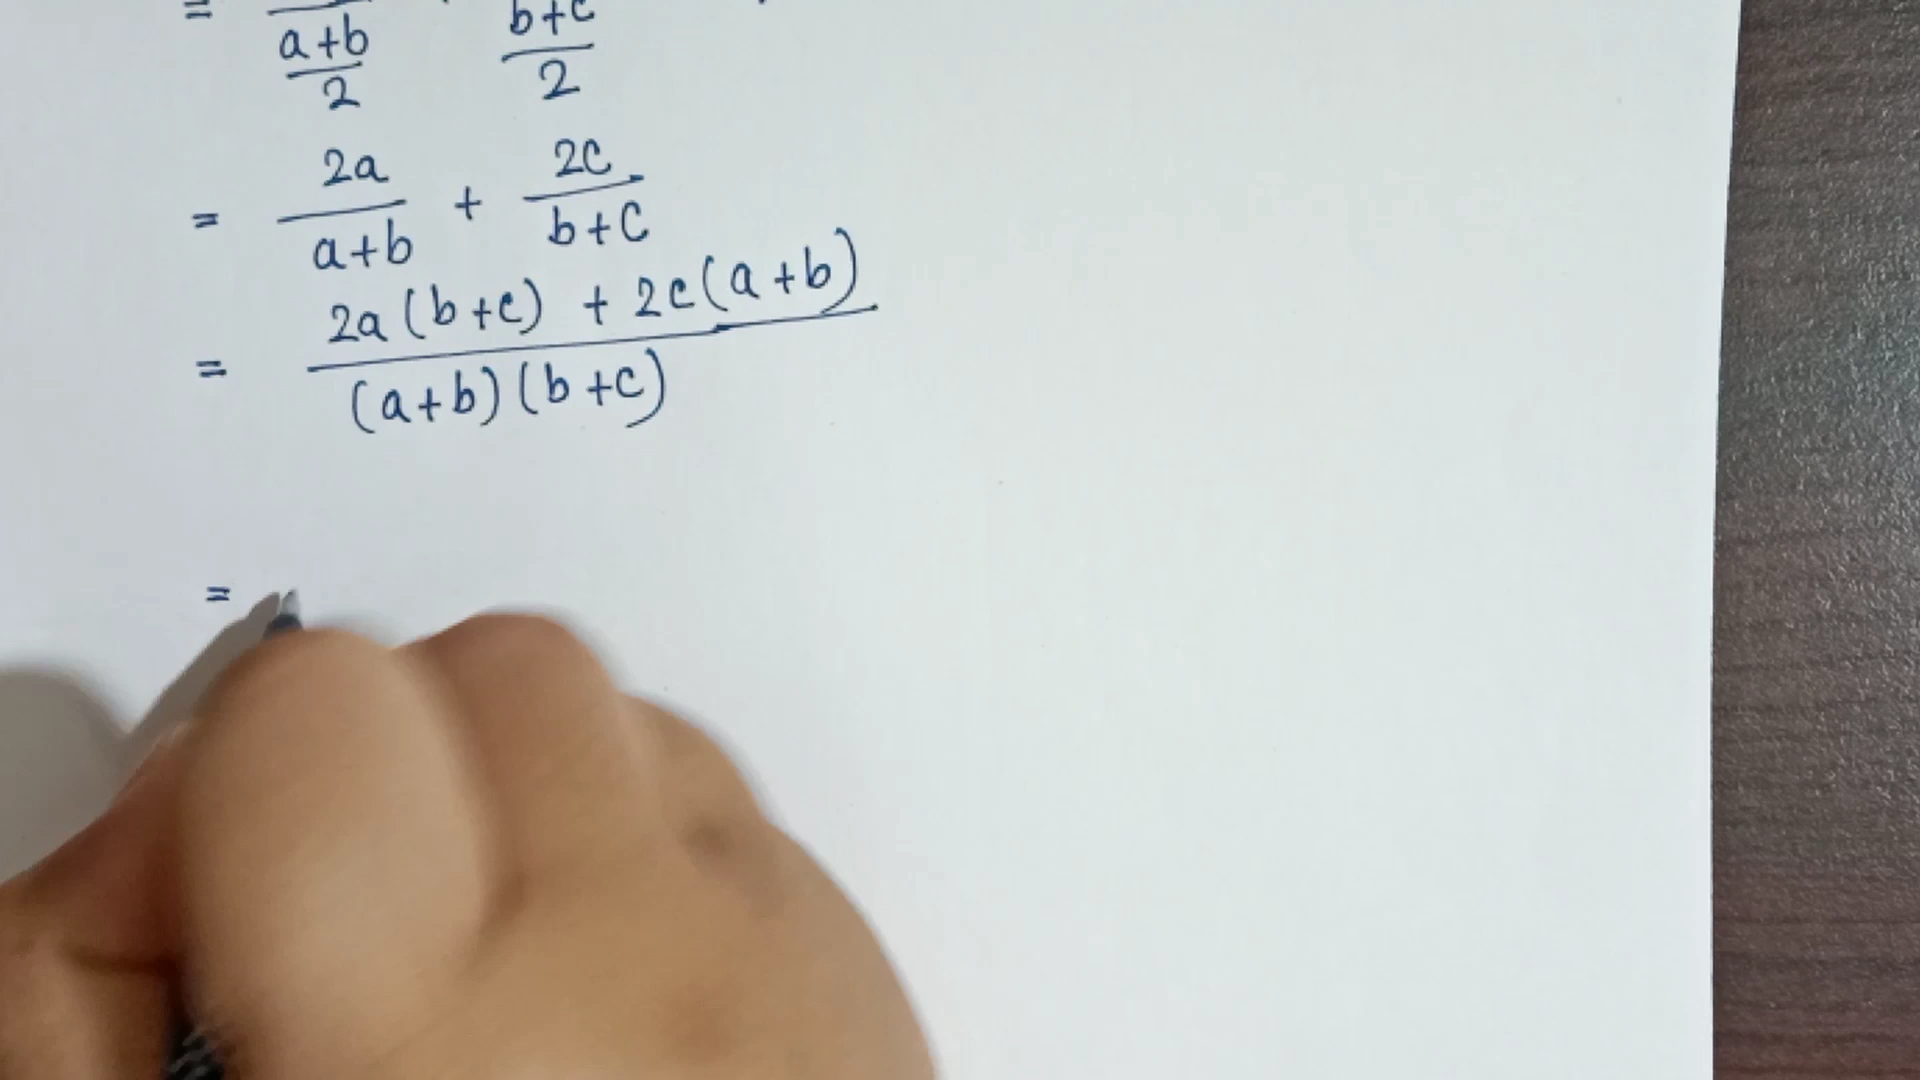 = a+b/2 b+c/2
= 2a/a+b + 2c/b+c
= 2a(b+c) + 2c(a+b)/(a+b)(b+c)
=